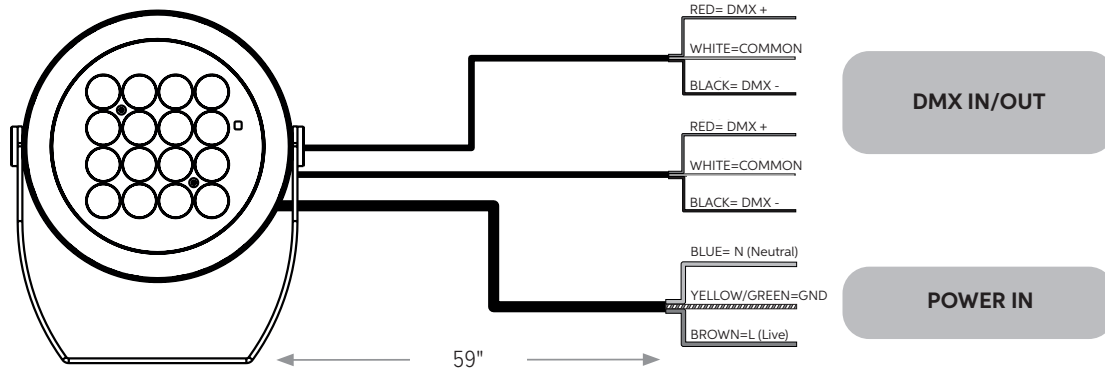 RED= DMX +
WHITE=COMMON
BLACK= DMX -
DMX IN/OUT
RED= DMX +
WHITE=COMMON
BLACK= DMX -
BLUE= N (Neutral)
YELLOW/GREEN=GND
BROWN=L (Live)
POWER IN
59"